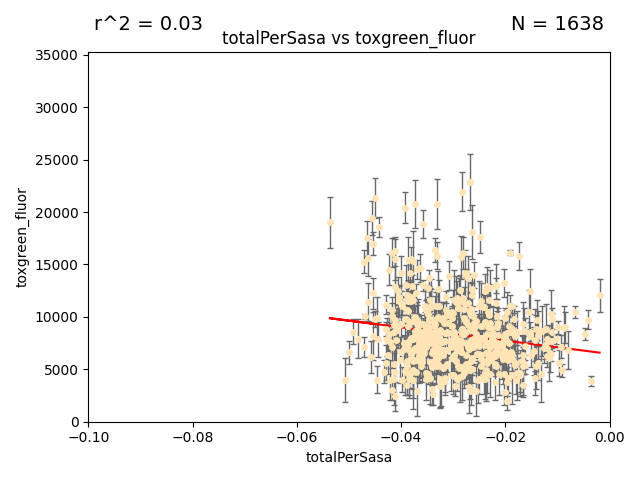 r^2 = 0.03
N = 1638
totalPerSasa vs toxgreen_fluor
35000
30000
25000
20000
15000
10000
5000
0
toxgreen_fluor
−0.10
−0.08
−0.06
−0.04
−0.02
0.00
totalPerSasa